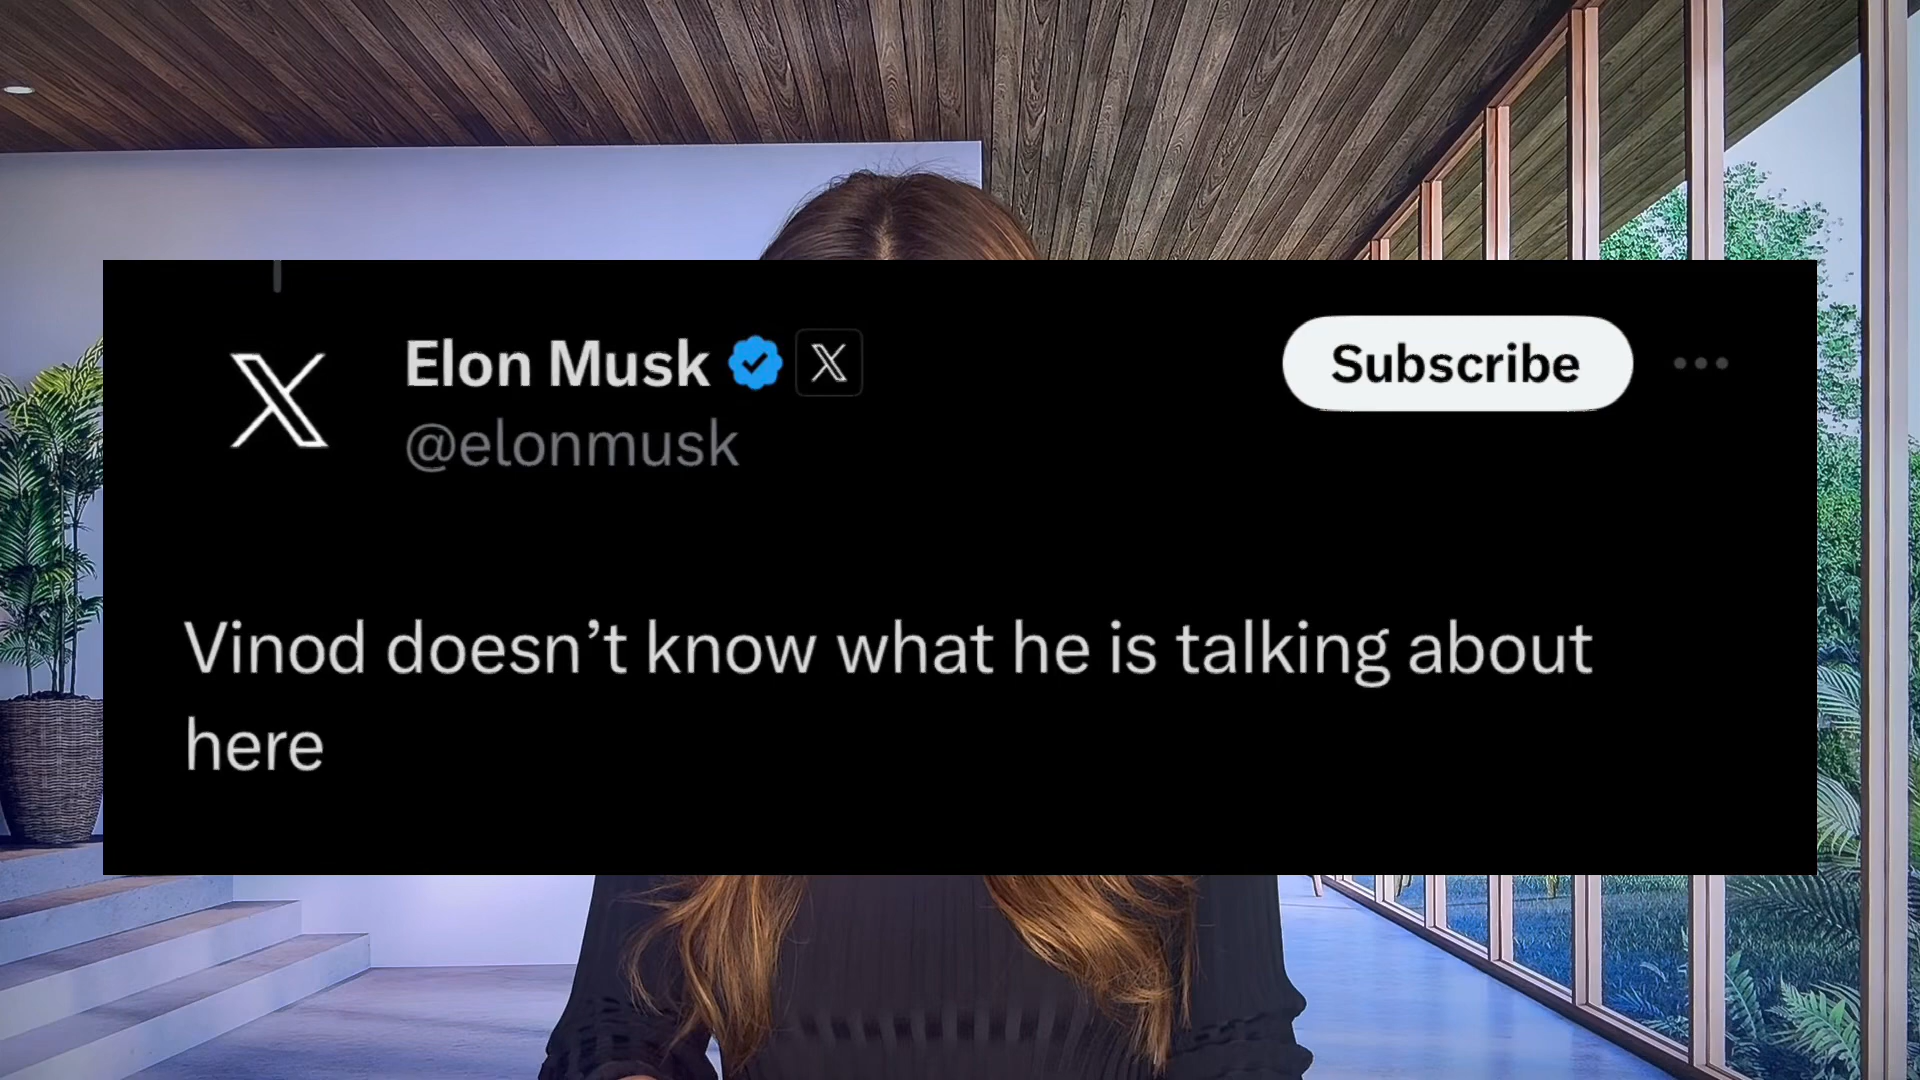 Elon Musk
Subscribe
@elonmusk
Vinod doesn’t know what he is talking about
here